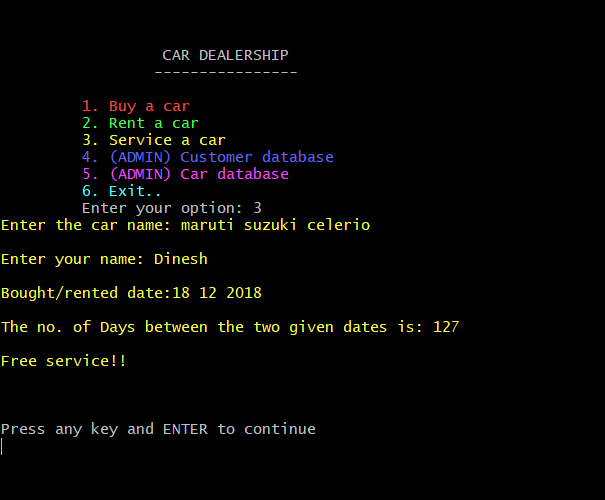 CAR DEALERSHIP
----------------
1. Buy a car
2. Rent a car
3. Service a car
4. (ADMIN) Customer database
5. (ADMIN) Car database
6. Exit..
Enter your option: 3
Enter the car name: maruti suzuki celerio
Enter your name: Dinesh
Bought/rented date:18 12 2018
The no. of Days between the two given dates is: 127
Free service!!
Press any key and ENTER to continue